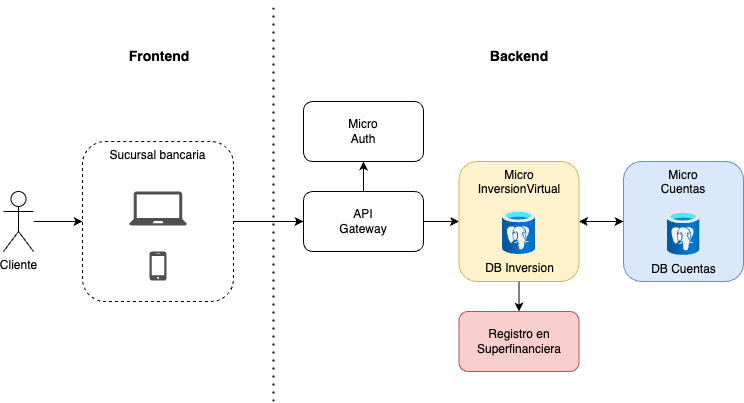 Frontend
Backend
Sucursal bancaria
Cliente
Micro
Auth
API
Gateway
Micro
InversionVirtual
DB Inversion
Micro
Cuentas
DB Cuentas
Registro en
Superfinanciera